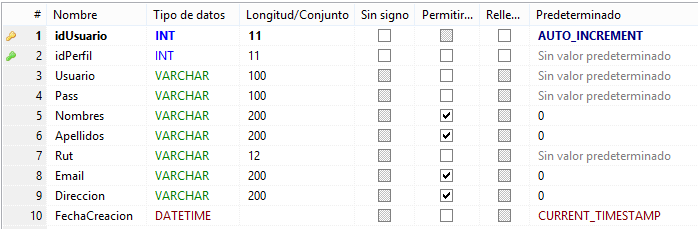 # Nombre Tipo de datos Longitud/Conjunto Sin signo Permitir... Relle... Predeterminado
1 idUsuario INT 11 AUTO_INCREMENT
2 idPerfil INT 11 Sin valor predeterminado
3 Usuario VARCHAR 100 Sin valor predeterminado
4 Pass VARCHAR 100 Sin valor predeterminado
5 Nombres VARCHAR 200 0
6 Apellidos VARCHAR 200 0
7 Rut VARCHAR 12 Sin valor predeterminado
8 Email VARCHAR 200 0
9 Direccion VARCHAR 200 0
10 FechaCreacion DATETIME CURRENT_TIMESTAMP